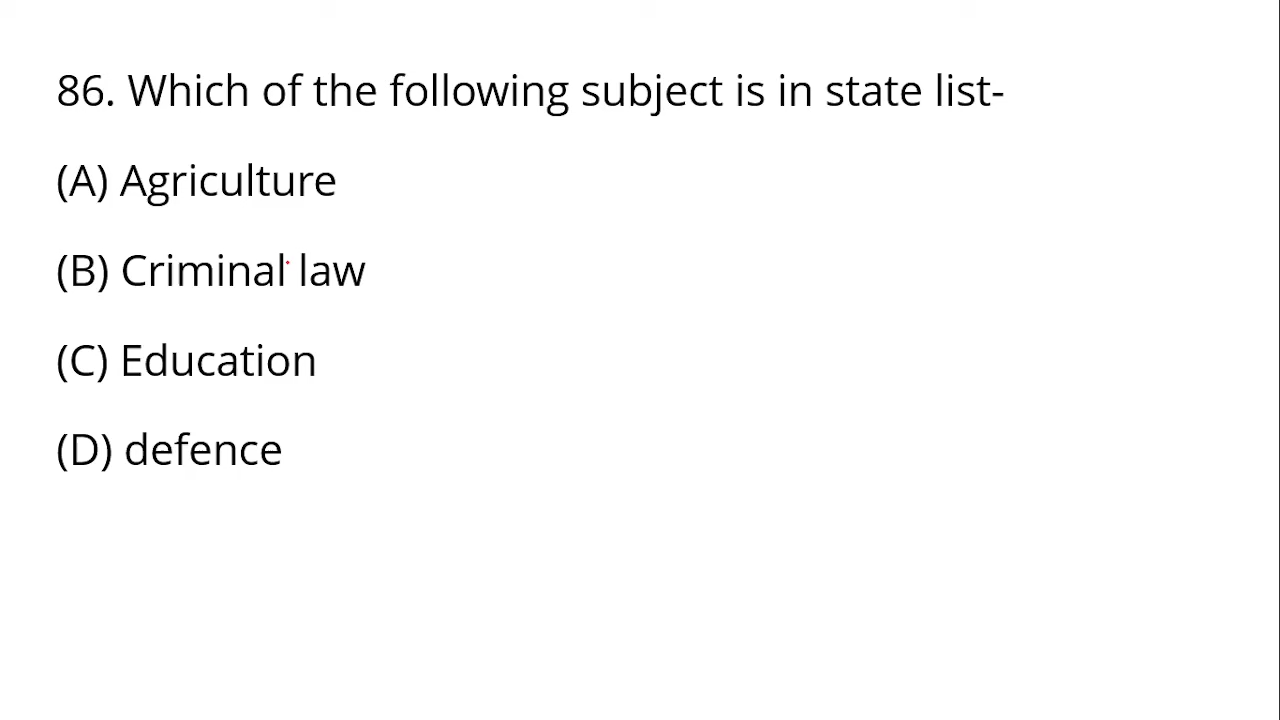 86. Which of the following subject is in state list-
(A) Agriculture
(B) Criminal law
(C) Education
(D) defence